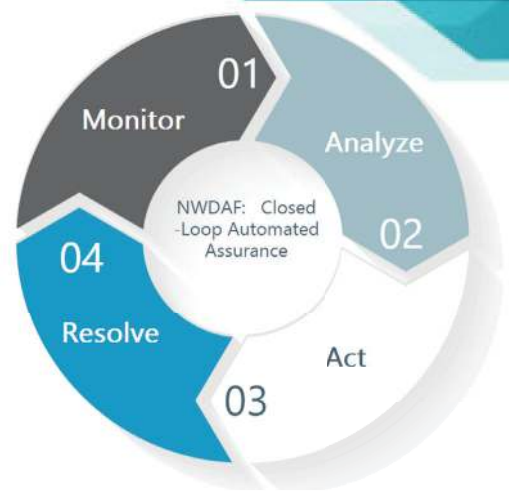 01
Monitor
Analyze
02
NWDAF: Closed
-Loop Automated
Assurance
Act
03
04
Resolve